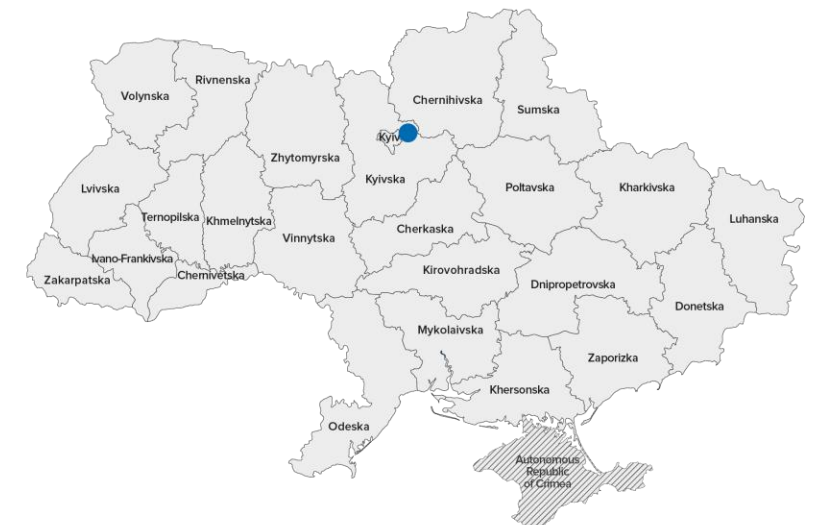 Rivnenska
Volynska
Chernihivska
Sumska
Kyiv
Zhytomyrska
Kyivska
Lvivska
Poltavska
Kharkivska
Ternopilska
Khmelnytska
Luhanska
Cherkaska
Vinnytska
Ivano-Frankivska
Kirovohradska
Chernivetska
Zakarpatska
Dnipropetrovska
Donetska
Mykolaivska
Zaporizka
Khersonska
Odeska
Autonomous
Republic
of Crimea